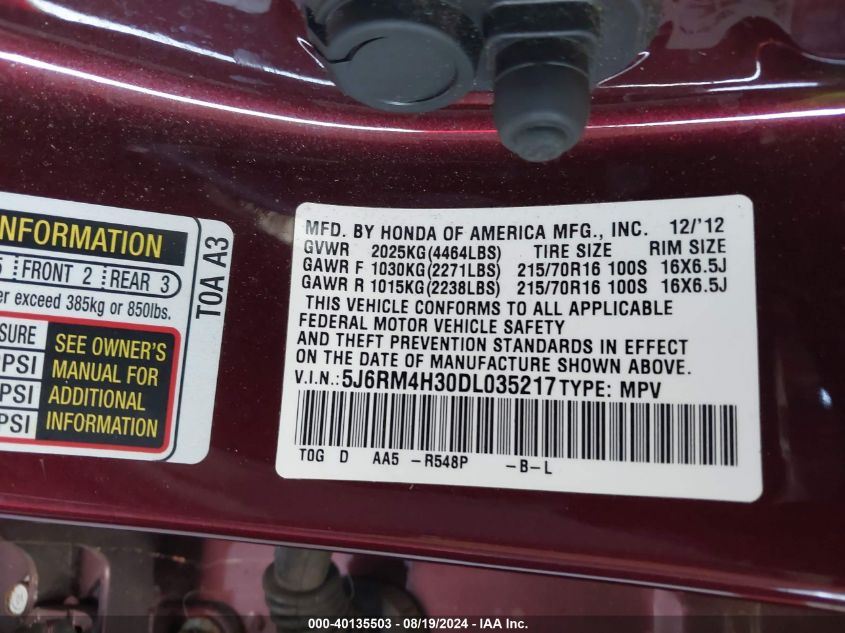 NFORMATION
5 FRONT 2 REAR 3
er exceed 385kg or 850lbs.
SURE
PSI
PSI
PSI
SEE OWNER'S
MANUAL FOR
ADDITIONAL
INFORMATION
T0A A3
MFD. BY HONDA OF AMERICA MFG., INC. 12/'12
GVWR 2025KG(4464LBS) TIRE SIZE RIM SIZE
GAWR F 1030KG(2271LBS) 215/70R16 100S 16X6.5J
GAWR R 1015KG(2238LBS) 215/70R16 100S 16X6.5J
THIS VEHICLE CONFORMS TO ALL APPLICABLE
FEDERAL MOTOR VEHICLE SAFETY
AND THEFT PREVENTION STANDARDS IN EFFECT
ON THE DATE OF MANUFACTURE SHOWN ABOVE.
V.I.N.:5J6RM4H30DL035217 TYPE: MPV
T0G D AA5 -R548P -B-L
000-40135503 - 08/19/2024 - IAA Inc.